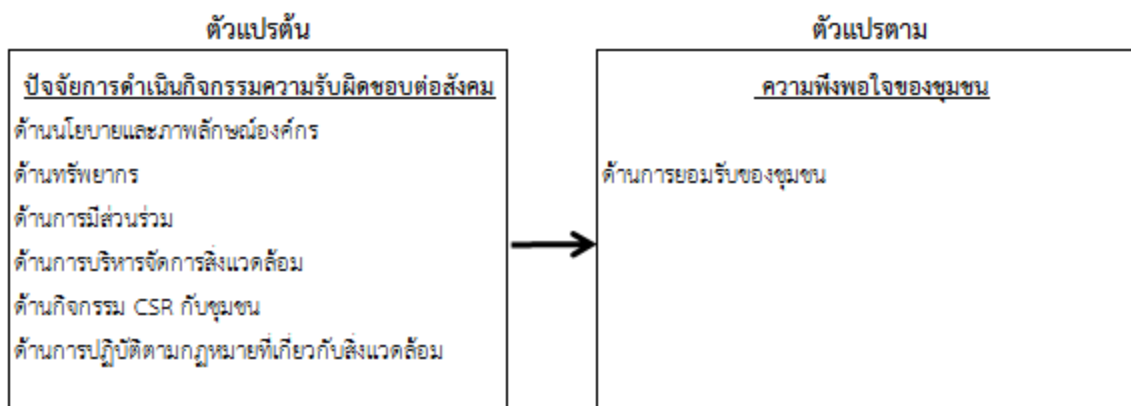 ตัวแปรต้น
ปัจจัยการดำเนินกิจกรรมความรับผิดชอบต่อสังคม
ด้านนโยบายและภาพลักษณ์องค์กร
ด้านทรัพยากร
ด้านการมีส่วนร่วม
ด้านการบริหารจัดการสิ่งแวดล้อม
ด้านกิจกรรม CSR กับชุมชน
ด้านการปฏิบัติตามกฎหมายที่เกี่ยวกับสิ่งแวดล้อม
ตัวแปรตาม
ความพึงพอใจของชุมชน
ด้านการยอมรับของชุมชน